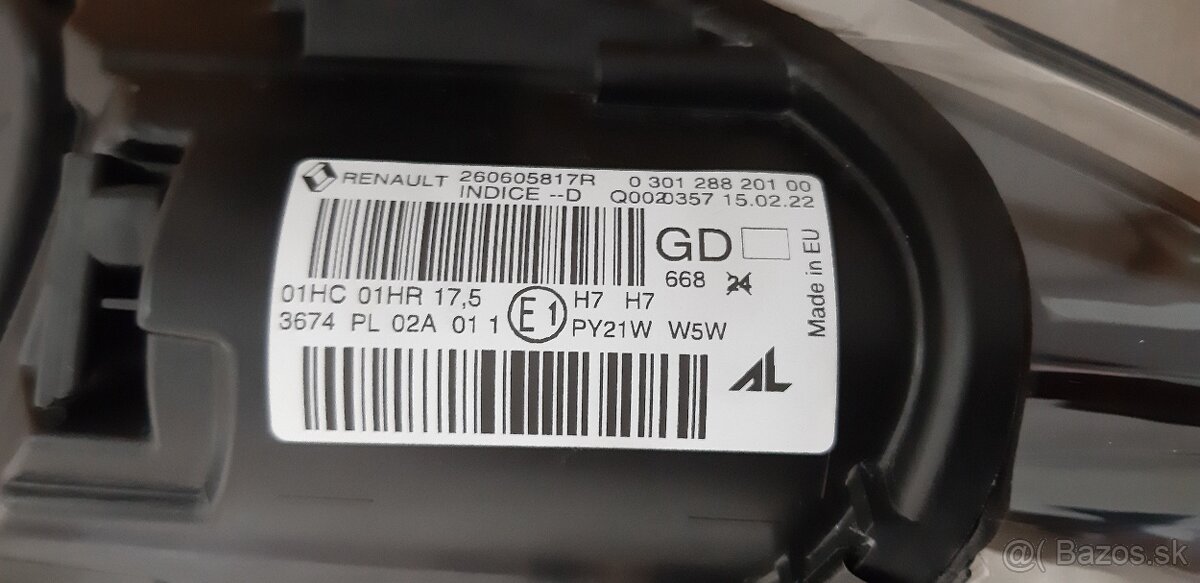 RENAULT 260605817R 0 301 288 201 00
INDICE --D Q0020357 15.02.22
GD
668 24
Made in EU
01HC 01HR 17,5 E1 H7 H7
3674 PL 02A 01 1 PY21W W5W
AL
@( Bazos.sk